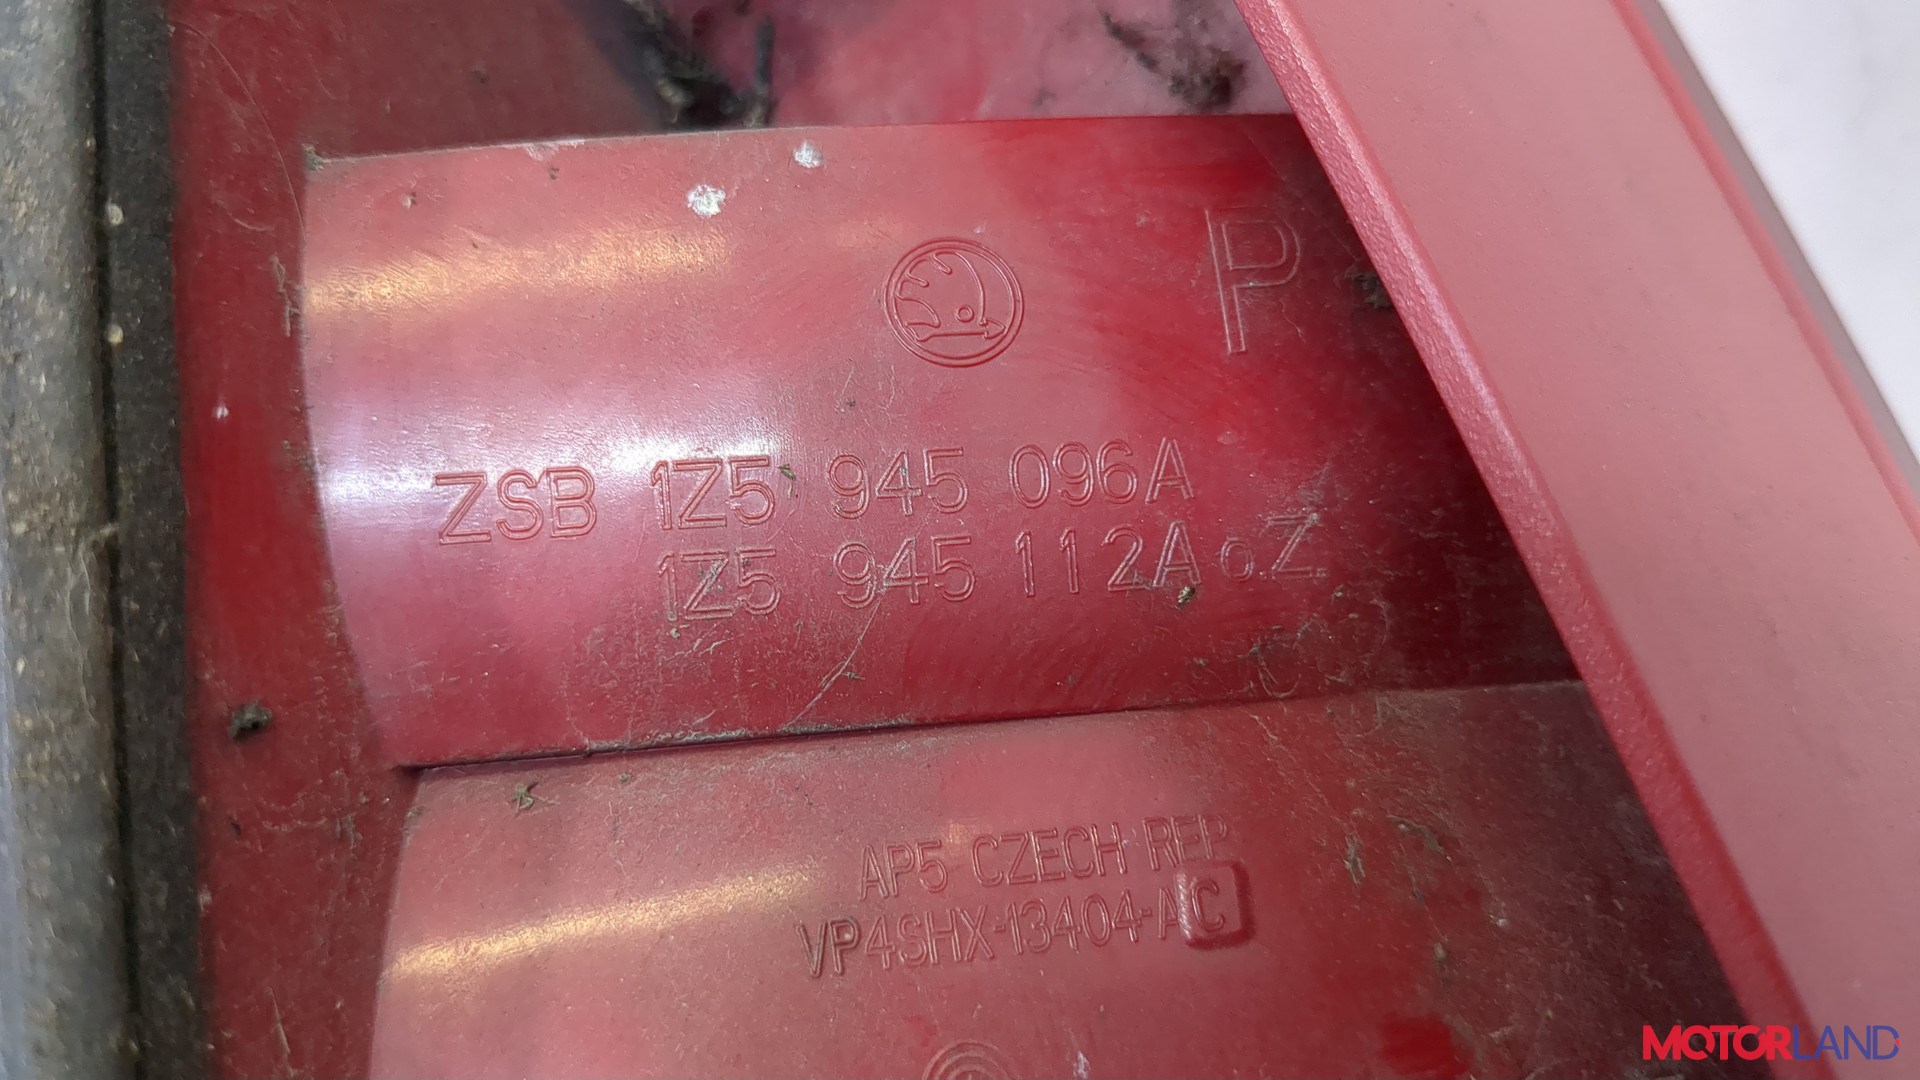 P
ZSB 1Z5 945 096A
1Z5 945 112A o.Z
AP5 CZECH REP
VP4SHX-13404-AC
MOTORLAND